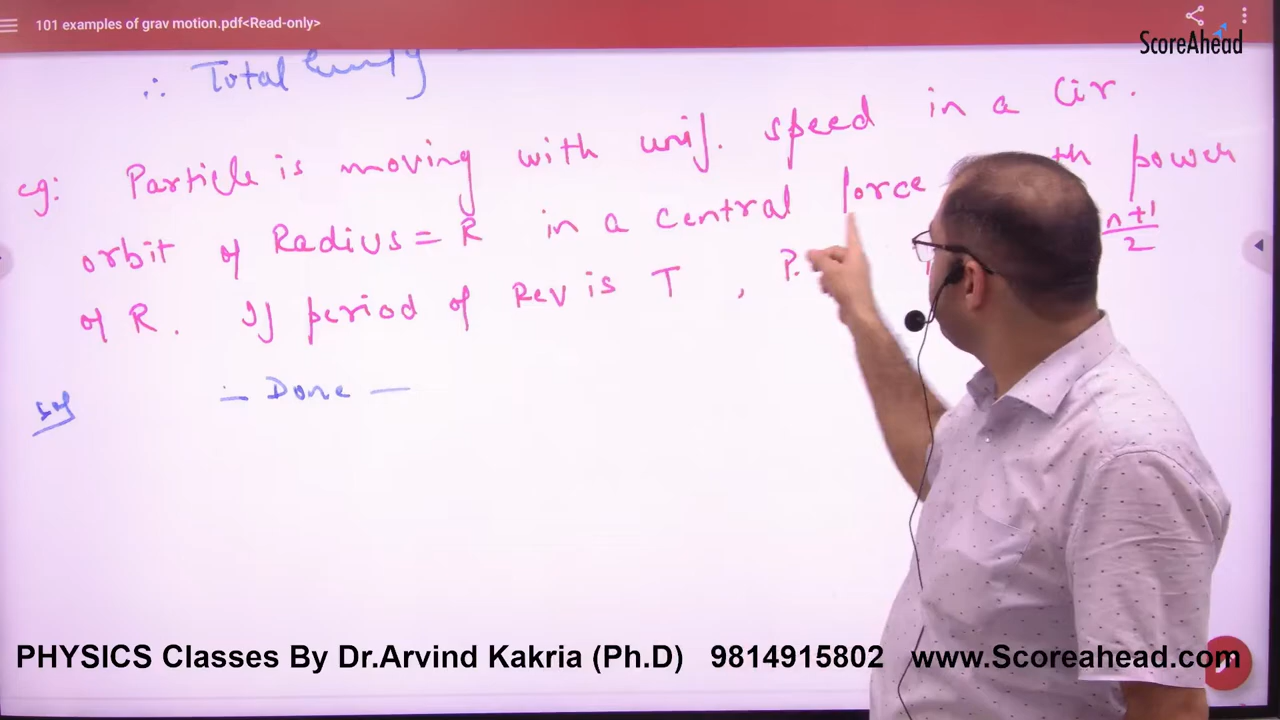 101 examples of grav motion.pdf<Read-only>
ScoreAhead
∴ Total
eg: Particle is moving with unif. speed in a Cir.
orbit of Radius = R in a central force th power
of R. If period of Rev is T , P. n+1/2
Sol — Done —
PHYSICS Classes By Dr.Arvind Kakria (Ph.D) 9814915802 www.Scoreahead.com